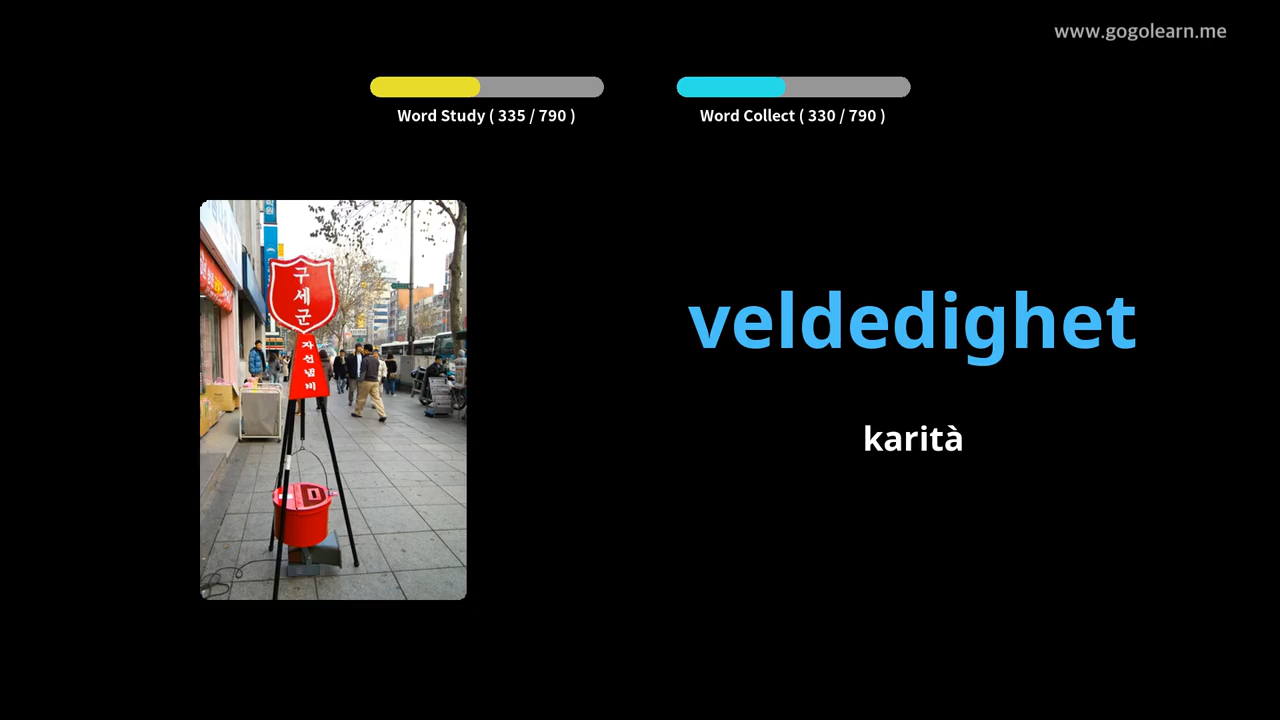 www.gogolearn.me
Word Study ( 335 / 790 )
Word Collect ( 330 / 790 )
구세군
자선냄비
veldedighet
karità